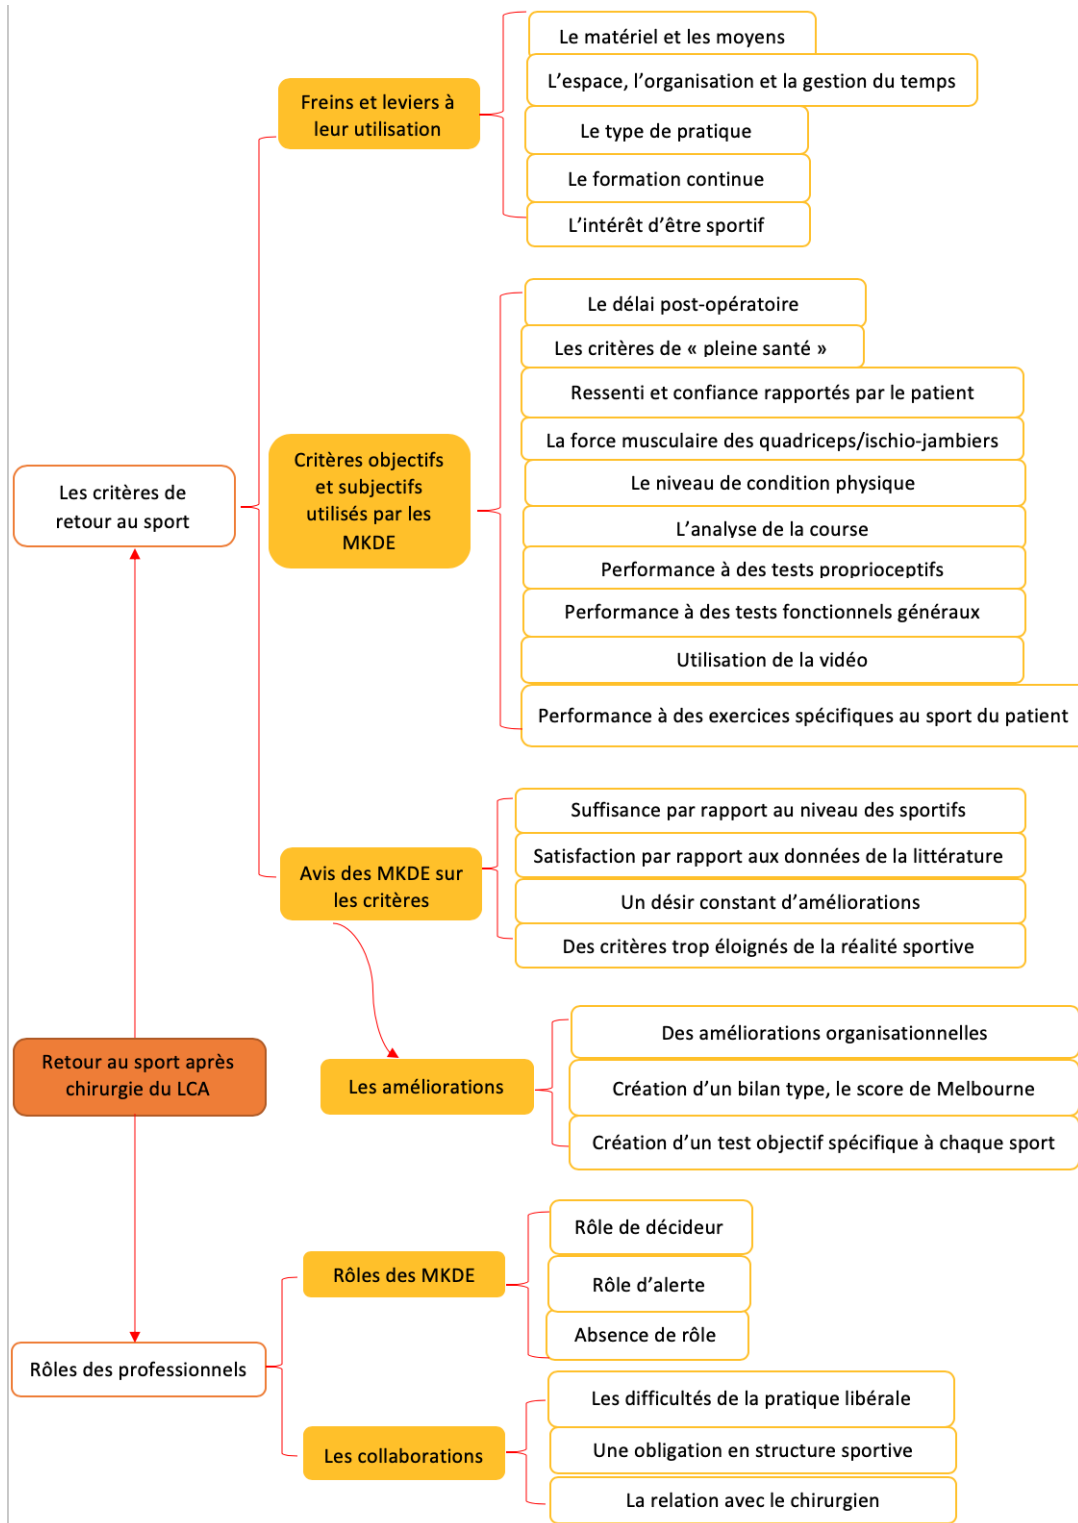 Le matériel et les moyens
Freins et leviers à
leur utilisation
L’espace, l’organisation et la gestion du temps
Le type de pratique
Le formation continue
L’intérêt d’être sportif
Les critères de
retour au sport
Critères objectifs
et subjectifs
utilisés par les
MKDE
Le délai post-opératoire
Les critères de « pleine santé »
Ressenti et confiance rapportés par le patient
La force musculaire des quadriceps/ischio-jambiers
Le niveau de condition physique
L’analyse de la course
Performance à des tests proprioceptifs
Performance à des tests fonctionnels généraux
Utilisation de la vidéo
Performance à des exercices spécifiques au sport du patient
Avis des MKDE sur
les critères
Suffisance par rapport au niveau des sportifs
Satisfaction par rapport aux données de la littérature
Un désir constant d’améliorations
Des critères trop éloignés de la réalité sportive
Retour au sport après
chirurgie du LCA
Les améliorations
Des améliorations organisationnelles
Création d’un bilan type, le score de Melbourne
Création d’un test objectif spécifique à chaque sport
Rôles des professionnels
Rôles des MKDE
Rôle de décideur
Rôle d’alerte
Absence de rôle
Les collaborations
Les difficultés de la pratique libérale
Une obligation en structure sportive
La relation avec le chirurgien